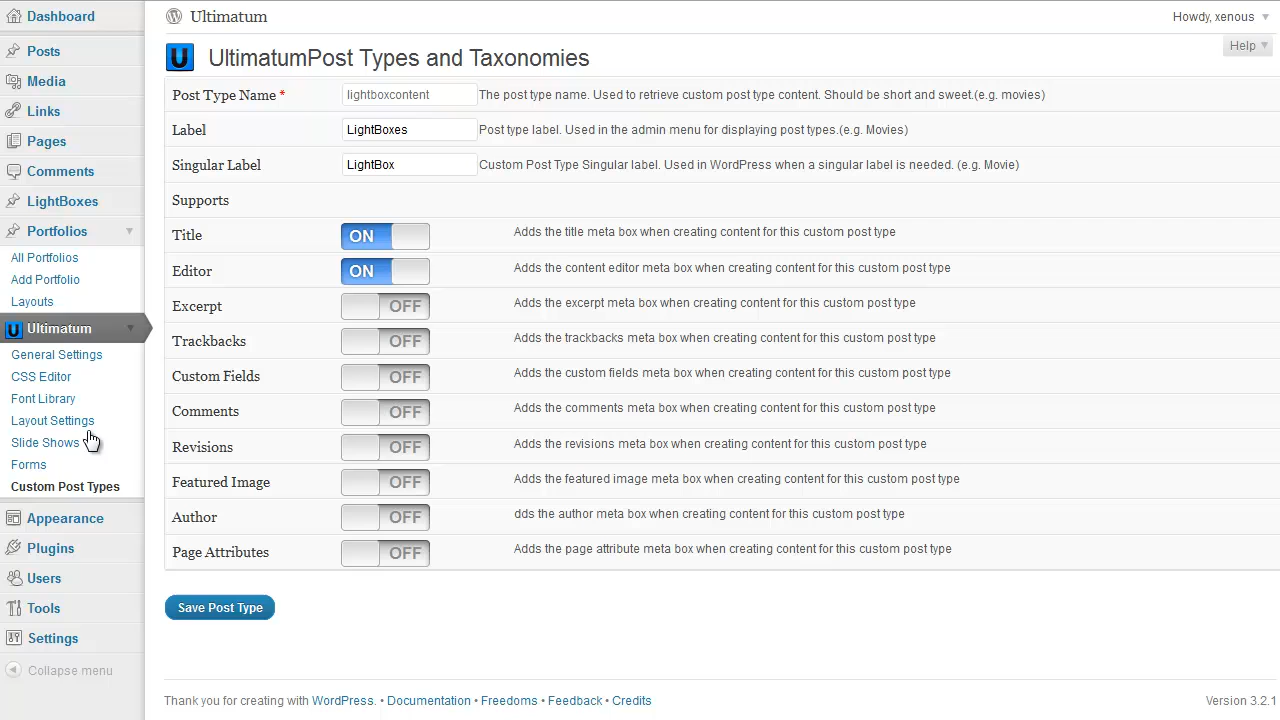 Dashboard
Posts
Media
Links
Pages
Comments
LightBoxes
Portfolios
All Portfolios
Add Portfolio
Layouts
U Ultimatum
General Settings
CSS Editor
Font Library
Layout Settings
Slide Shows
Forms
Custom Post Types
Appearance
Plugins
Users
Tools
Settings
Collapse menu
Ultimatum
Howdy, xenous
Help
U UltimatumPost Types and Taxonomies
Post Type Name * lightboxcontent The post type name. Used to retrieve custom post type content. Should be short and sweet.(e.g. movies)
Label LightBoxes Post type label. Used in the admin menu for displaying post types.(e.g. Movies)
Singular Label LightBox Custom Post Type Singular label. Used in WordPress when a singular label is needed. (e.g. Movie)
Supports
Title ON Adds the title meta box when creating content for this custom post type
Editor ON Adds the content editor meta box when creating content for this custom post type
Excerpt OFF Adds the excerpt meta box when creating content for this custom post type
Trackbacks OFF Adds the trackbacks meta box when creating content for this custom post type
Custom Fields OFF Adds the custom fields meta box when creating content for this custom post type
Comments OFF Adds the comments meta box when creating content for this custom post type
Revisions OFF Adds the revisions meta box when creating content for this custom post type
Featured Image OFF Adds the featured image meta box when creating content for this custom post type
Author OFF dds the author meta box when creating content for this custom post type
Page Attributes OFF Adds the page attribute meta box when creating content for this custom post type
Save Post Type
Thank you for creating with WordPress. • Documentation • Freedoms • Feedback • Credits
Version 3.2.1